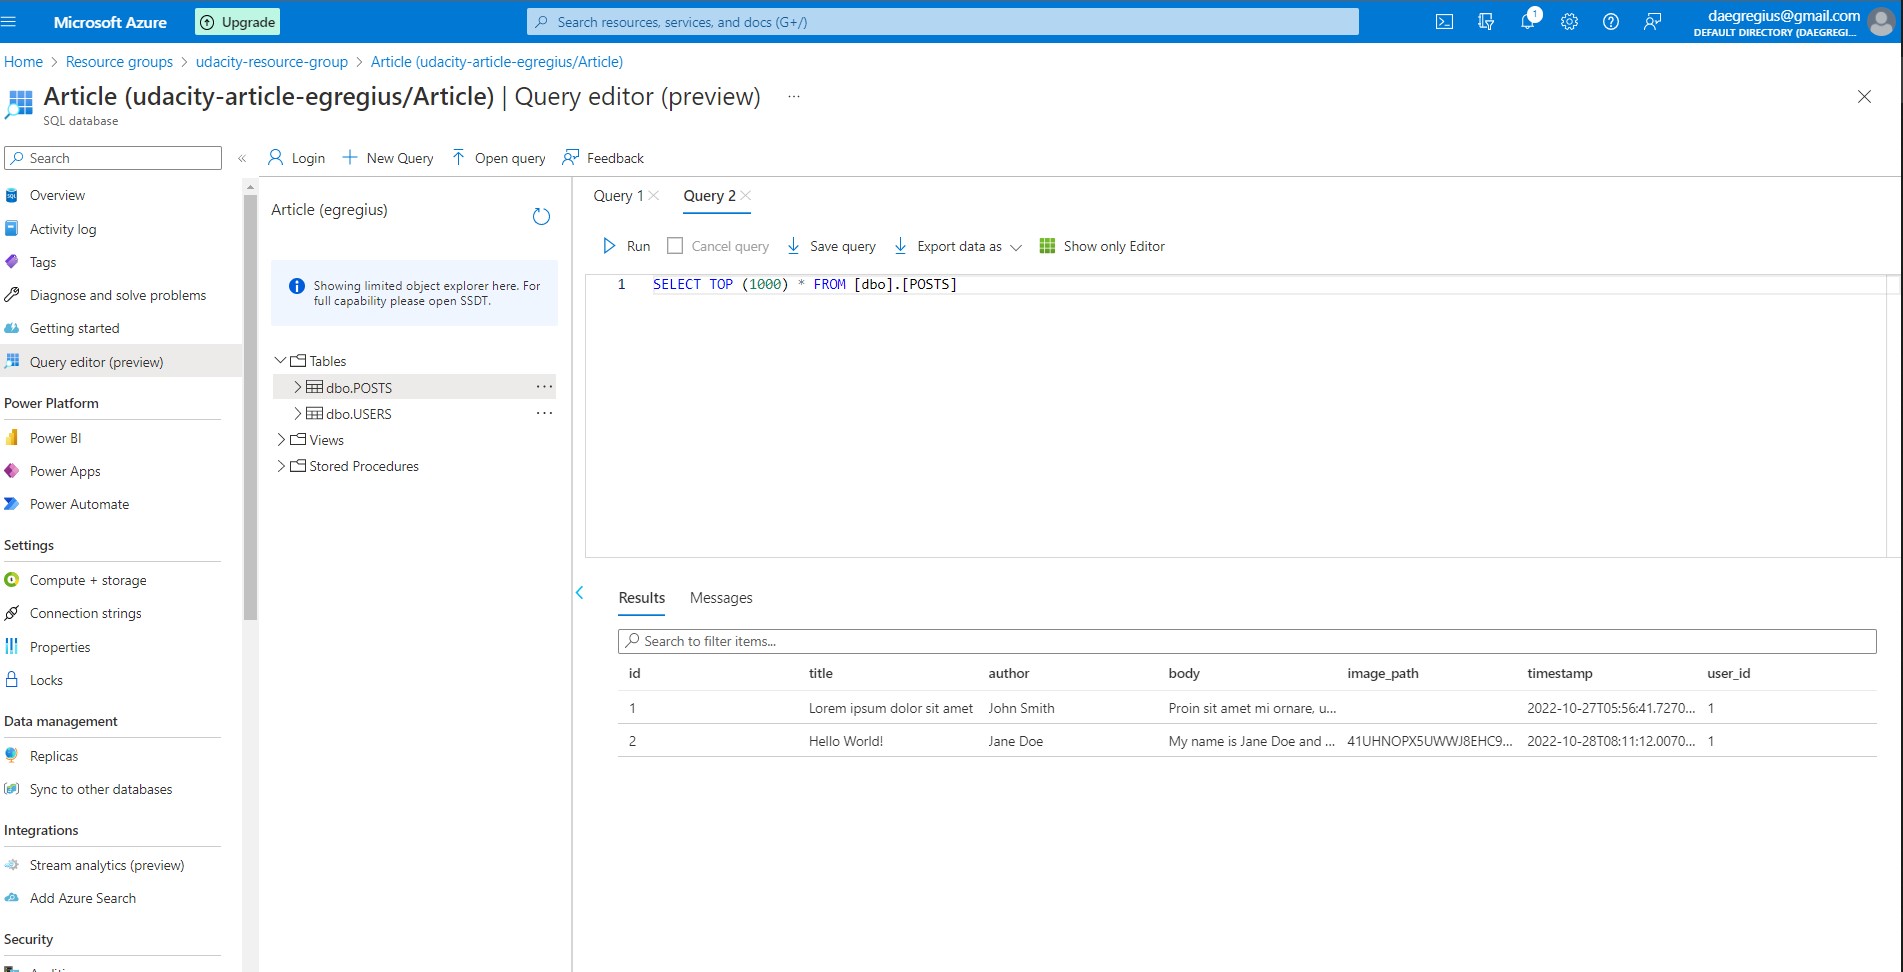 Microsoft Azure
Upgrade
Search resources, services, and docs (G+/)
1
daegregius@gmail.com
DEFAULT DIRECTORY (DAEGREGI...
Home > Resource groups > udacity-resource-group > Article (udacity-article-egregius/Article)
Article (udacity-article-egregius/Article) | Query editor (preview) ...
SQL database
Search
«
Overview
Activity log
Tags
Diagnose and solve problems
Getting started
Query editor (preview)
Power Platform
Power BI
Power Apps
Power Automate
Settings
Compute + storage
Connection strings
Properties
Locks
Data management
Replicas
Sync to other databases
Integrations
Stream analytics (preview)
Add Azure Search
Security
Login New Query Open query Feedback
Article (egregius)
Showing limited object explorer here. For
full capability please open SSDT.
Tables
dbo.POSTS ...
dbo.USERS ...
Views
Stored Procedures
Query 1 Query 2
Run Cancel query Save query Export data as Show only Editor
1 SELECT TOP (1000) * FROM [dbo].[POSTS]
Results Messages
Search to filter items...
id title author body image_path timestamp user_id
1 Lorem ipsum dolor sit amet John Smith Proin sit amet mi ornare, u... 2022-10-27T05:56:41.7270... 1
2 Hello World! Jane Doe My name is Jane Doe and ... 41UHNOPX5UWWJ8EHC9... 2022-10-28T08:11:12.0070... 1